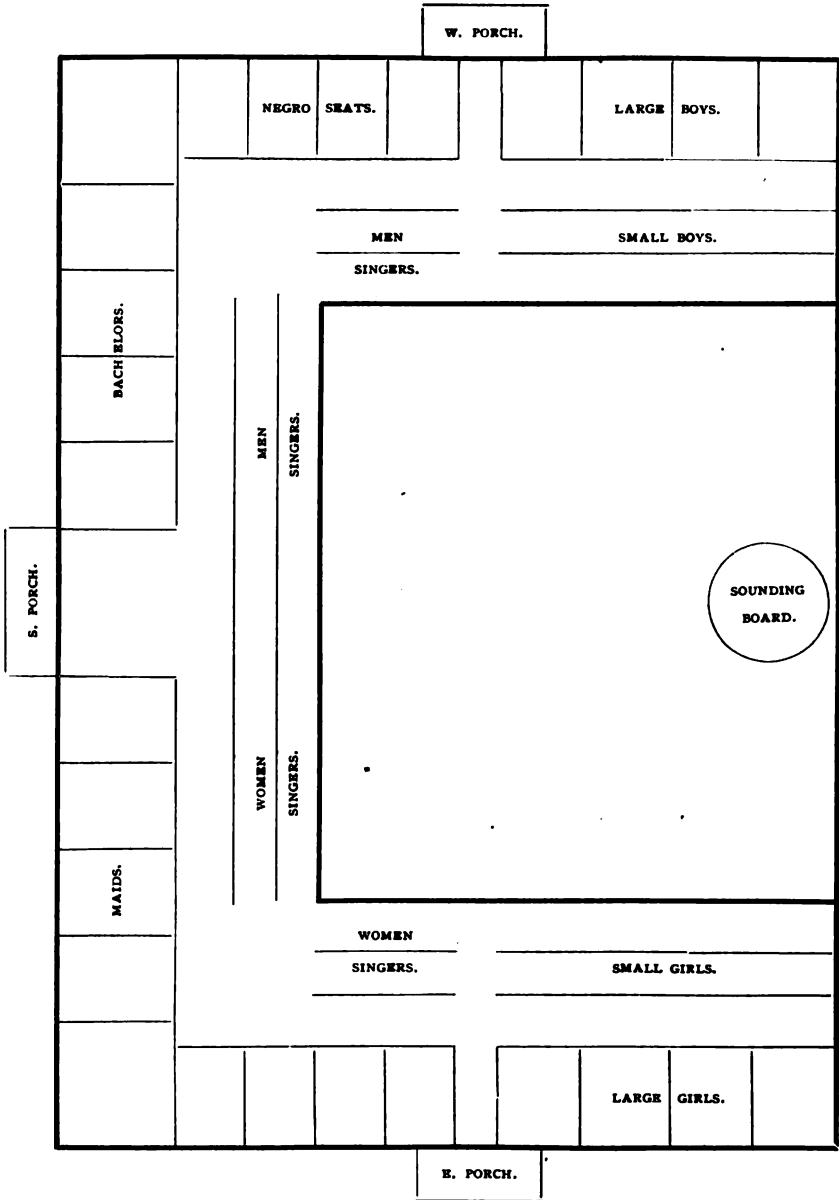 W. PORCH.
NEGRO SEATS.
LARGE BOYS.
MEN
SINGERS.
SMALL BOYS.
BACHELORS.
MEN
SINGERS.
S. PORCH.
SOUNDING
BOARD.
WOMEN
SINGERS.
MAIDS.
WOMEN
SINGERS.
SMALL GIRLS.
LARGE GIRLS.
E. PORCH.